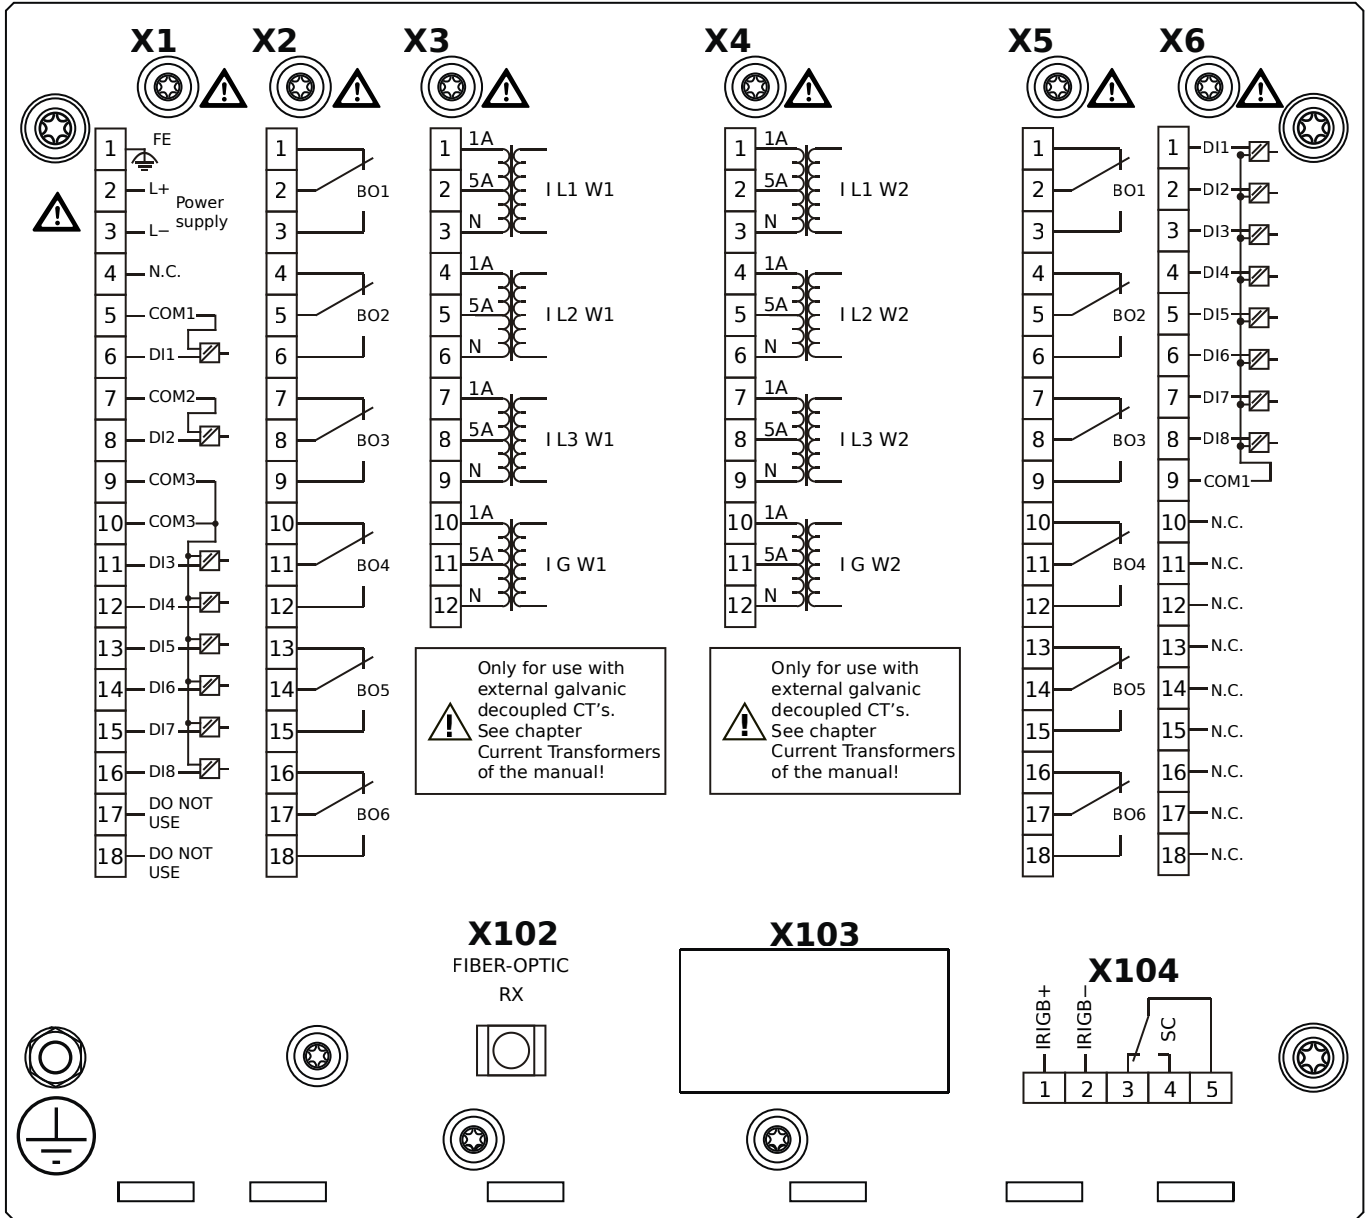 X1 X2 X3 X4 X5 X6
1 FE
2 L+
Power
supply
3 L−
4 N.C.
5 COM1
6 DI1
7 COM2
8 DI2
9 COM3
10 COM3
11 DI3
12 DI4
13 DI5
14 DI6
15 DI7
16 DI8
17 DO NOT
USE
18 DO NOT
USE
1
2 BO1
3
4
5 BO2
6
7
8 BO3
9
10
11 BO4
12
13
14 BO5
15
16
17 BO6
18
1 1A
2 5A I L1 W1
3 N
4 1A
5 5A I L2 W1
6 N
7 1A
8 5A I L3 W1
9 N
10 1A
11 5A I G W1
12 N
Only for use with
external galvanic
decoupled CT's.
See chapter
Current Transformers
of the manual!
1 1A
2 5A I L1 W2
3 N
4 1A
5 5A I L2 W2
6 N
7 1A
8 5A I L3 W2
9 N
10 1A
11 5A I G W2
12 N
Only for use with
external galvanic
decoupled CT's.
See chapter
Current Transformers
of the manual!
1
2 BO1
3
4
5 BO2
6
7
8 BO3
9
10
11 BO4
12
13
14 BO5
15
16
17 BO6
18
1 DI1
2 DI2
3 DI3
4 DI4
5 DI5
6 DI6
7 DI7
8 DI8
9 COM1
10 N.C.
11 N.C.
12 N.C.
13 N.C.
14 N.C.
15 N.C.
16 N.C.
17 N.C.
18 N.C.
X102
FIBER-OPTIC
RX
X103
X104
IRIGB+
IRIGB−
SC
1 2 3 4 5